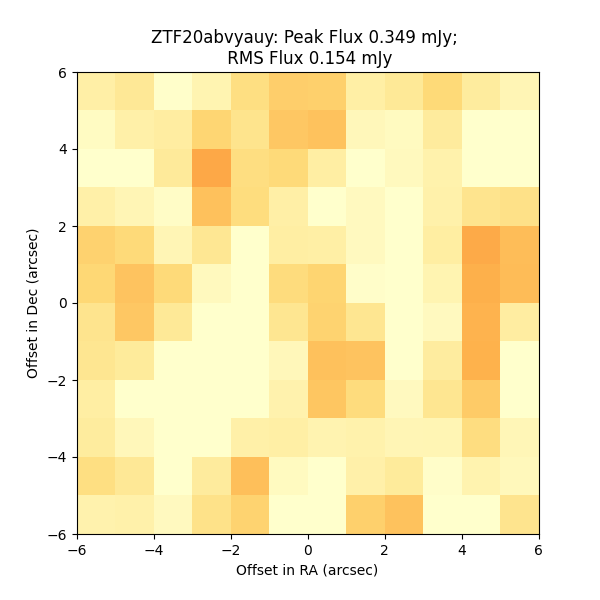 ZTF20abvyauy: Peak Flux 0.349 mJy;
RMS Flux 0.154 mJy
6
4
2
0
−2
−4
−6
Offset in Dec (arcsec)
−6 −4 −2 0 2 4 6
Offset in RA (arcsec)